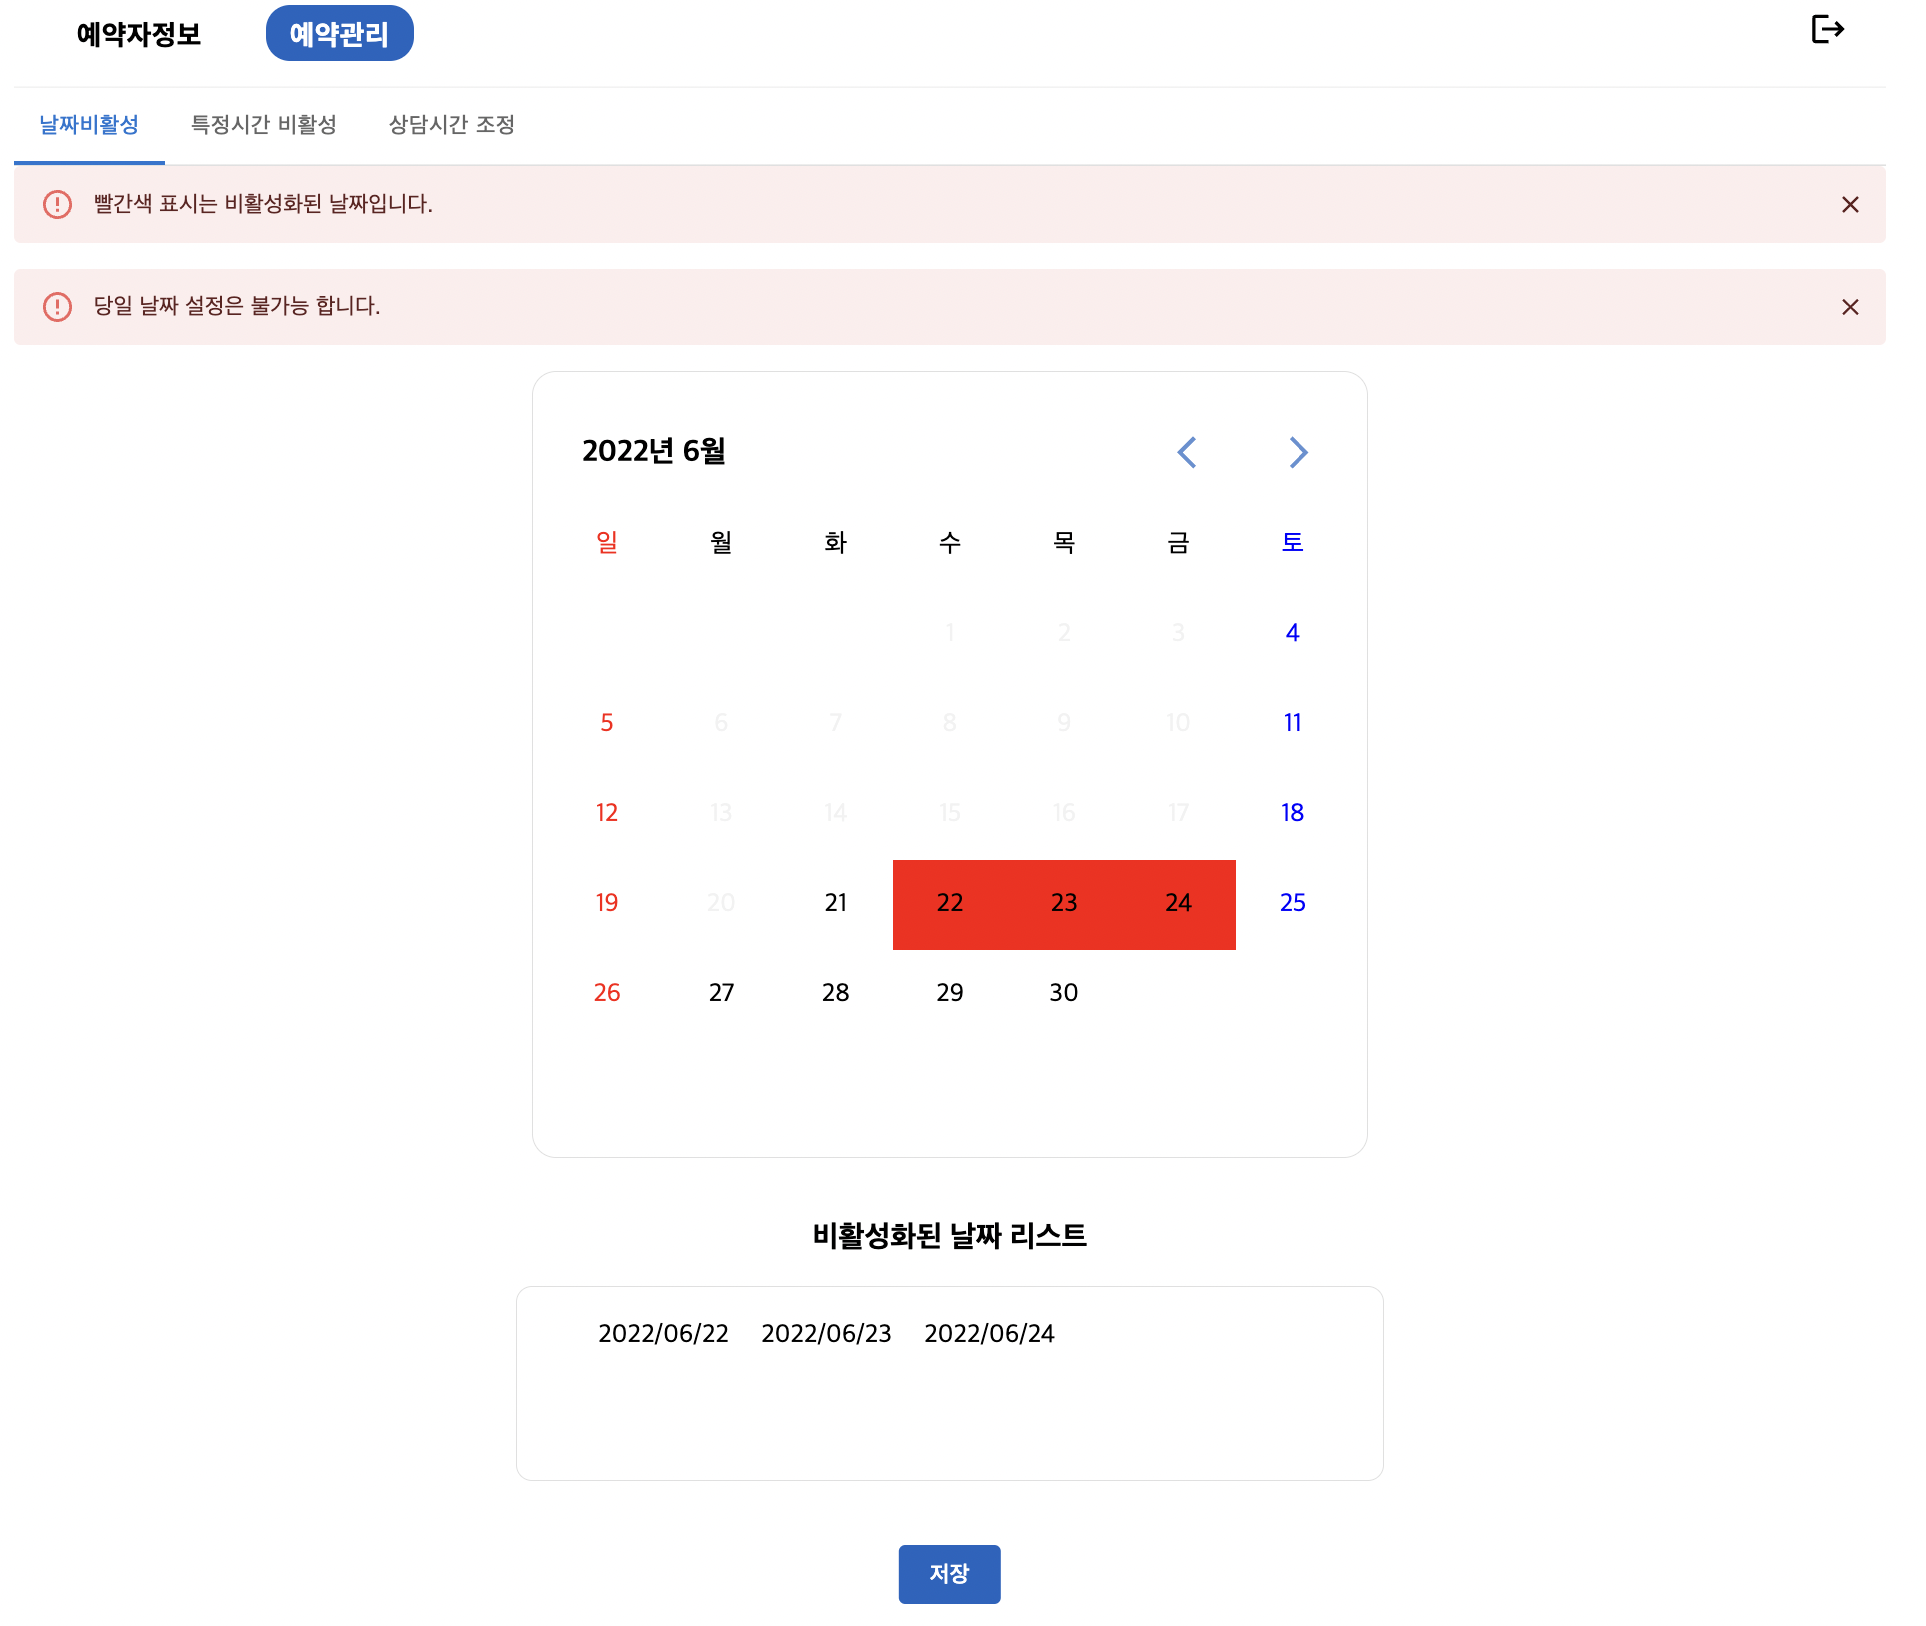 예약자정보 예약관리
날짜비활성 특정시간 비활성 상담시간 조정
빨간색 표시는 비활성화된 날짜입니다.
당일 날짜 설정은 불가능 합니다.
2022년 6월
일 월 화 수 목 금 토
1 2 3 4
5 6 7 8 9 10 11
12 13 14 15 16 17 18
19 20 21 22 23 24 25
26 27 28 29 30
비활성화된 날짜 리스트
2022/06/22 2022/06/23 2022/06/24
저장